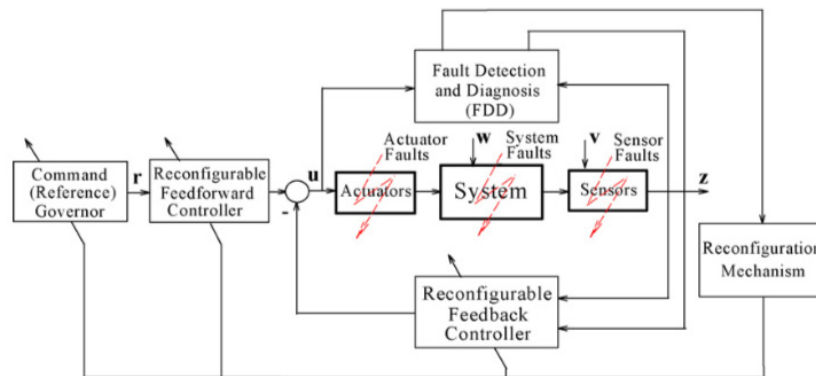 Fault Detection
and Diagnosis
(FDD)
Actuator
Faults
w
System
Faults
v
Sensor
Faults
Command
(Reference)
Governor
r
Reconfigurable
Feedforward
Controller
-
u
Actuators
System
Sensors
z
Reconfiguration
Mechanism
Reconfigurable
Feedback
Controller